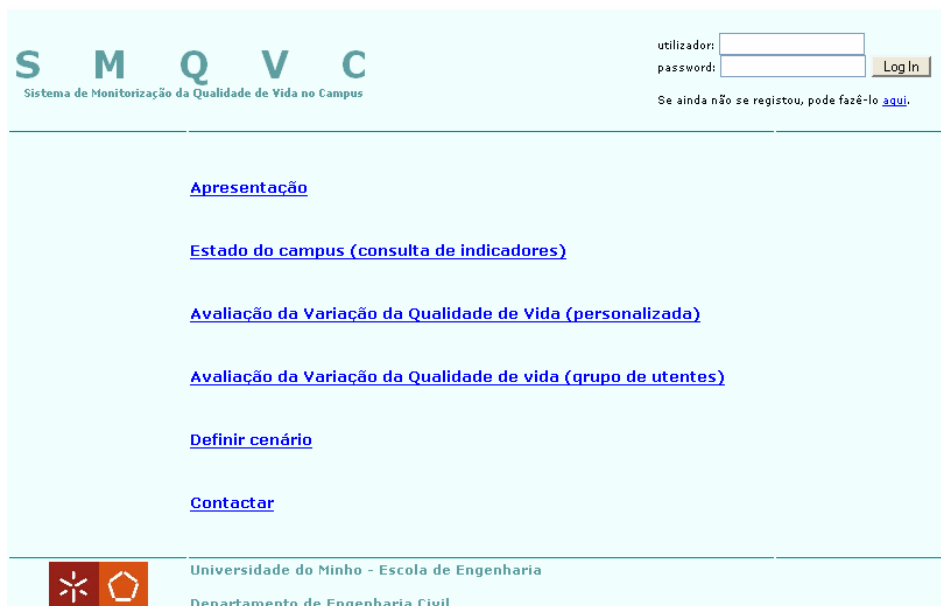 S M Q V C
Sistema de Monitorização da Qualidade de Vida no Campus
utilizador:
password:
Log In
Se ainda não se registou, pode fazê-lo aqui.
Apresentação
Estado do campus (consulta de indicadores)
Avaliação da Variação da Qualidade de Vida (personalizada)
Avaliação da Variação da Qualidade de vida (grupo de utentes)
Definir cenário
Contactar
Universidade do Minho - Escola de Engenharia
Departamento de Engenharia Civil